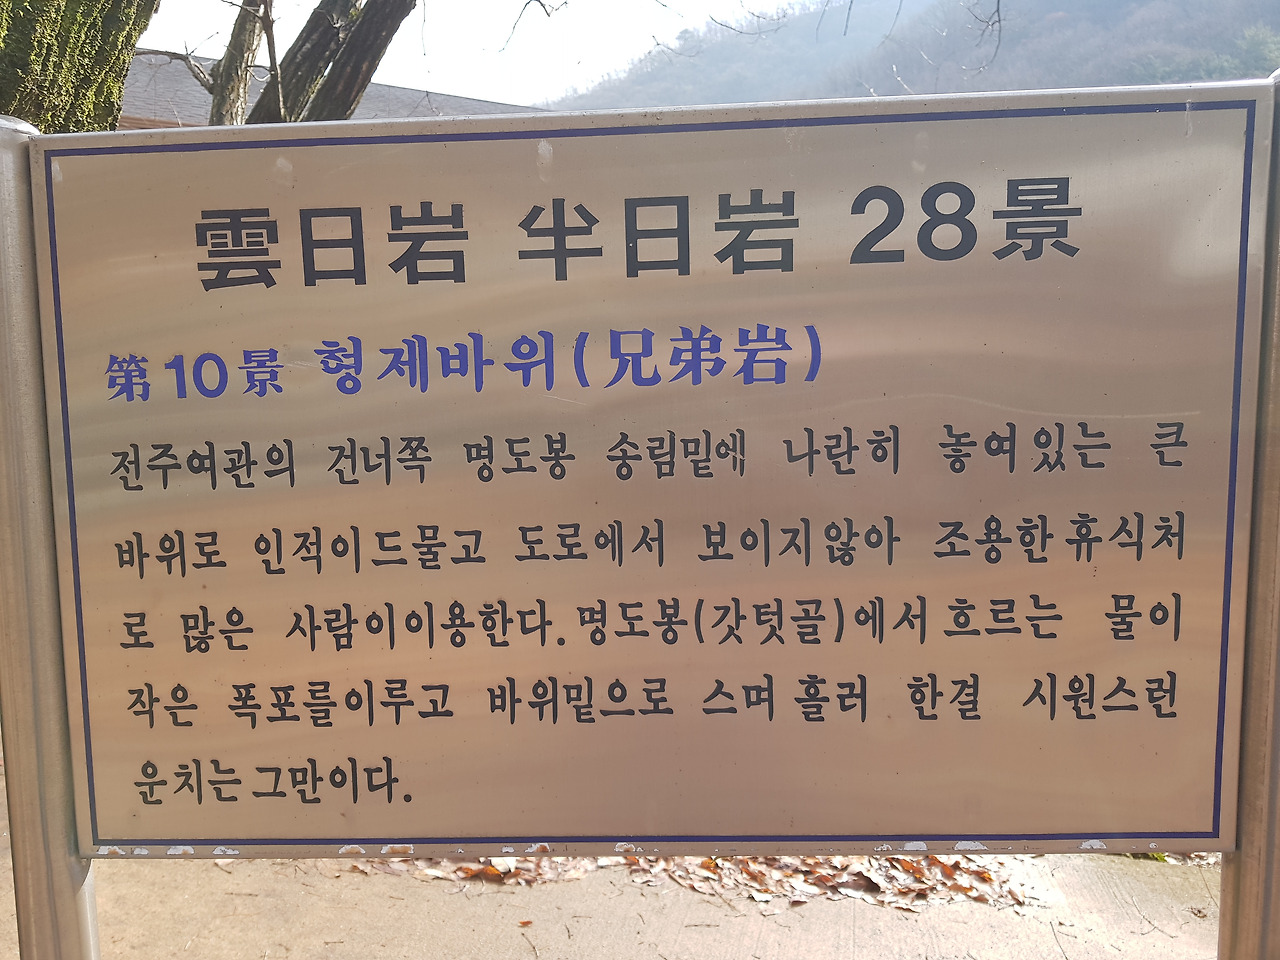 雲日岩 半日岩 28景
第10景 형제바위(兄弟岩)
전주여관의 건너쪽 명도봉 송림밑에 나란히 놓여있는 큰
바위로 인적이드물고 도로에서 보이지않아 조용한휴식처
로 많은 사람이이용한다. 명도봉(갓텃골)에서흐르는 물이
작은 폭포를이루고 바위밑으로 스며흘러 한결 시원스런
운치는그만이다.